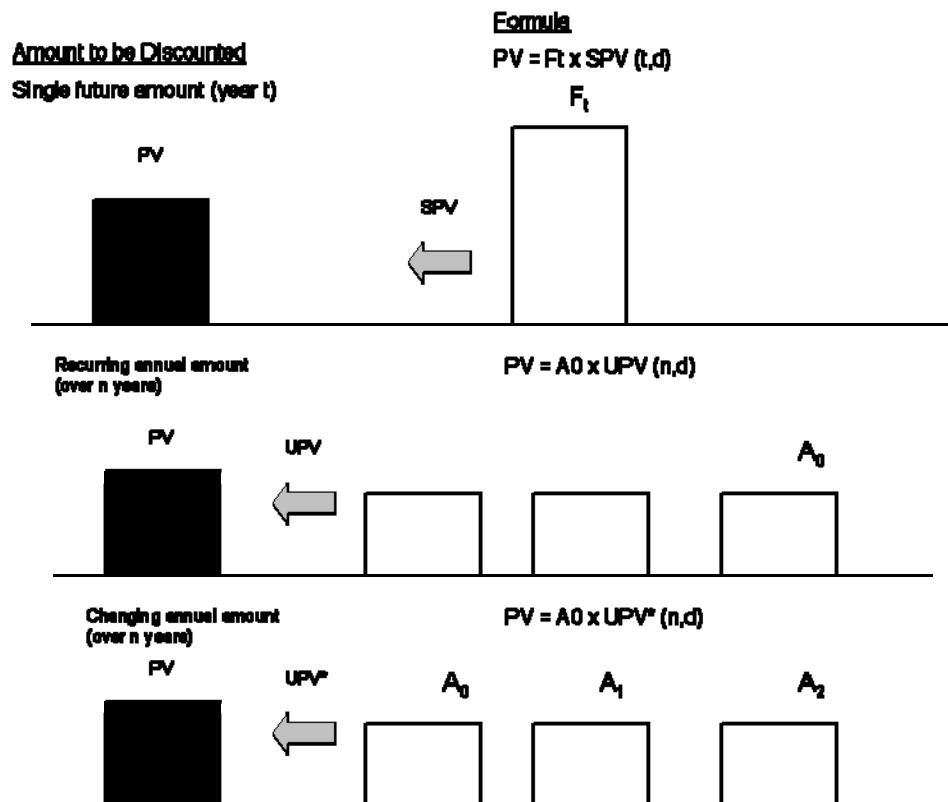 Amount to be Discounted
Formula
Single future amount (year t)
PV = Ft x SPV (t,d)
PV
SPV
Ft
Recurring annual amount
(over n years)
PV = A0 x UPV (n,d)
PV
UPV
A0
Changing annual amount
(over n years)
PV = A0 x UPV* (n,d)
PV
UPV*
A0
A1
A2